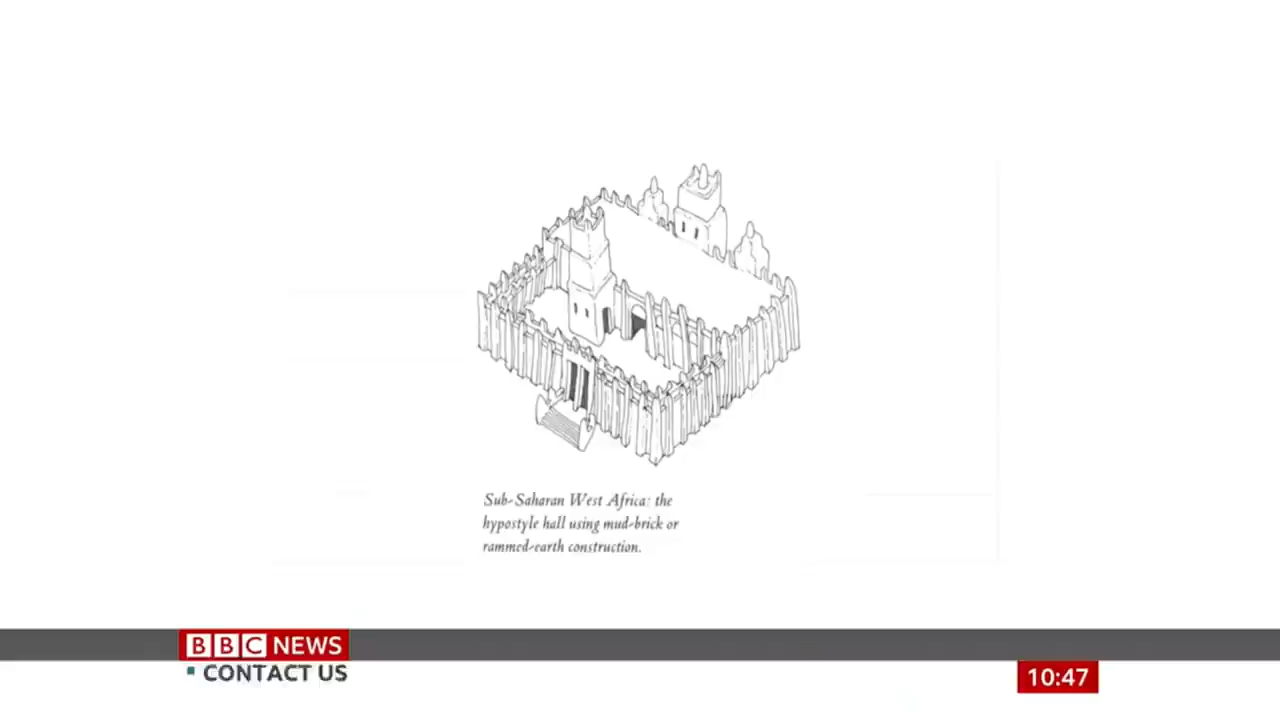 Sub-Saharan West Africa: the
hypostyle hall using mud-brick or
rammed-earth construction.
BBC NEWS
CONTACT US
10:47